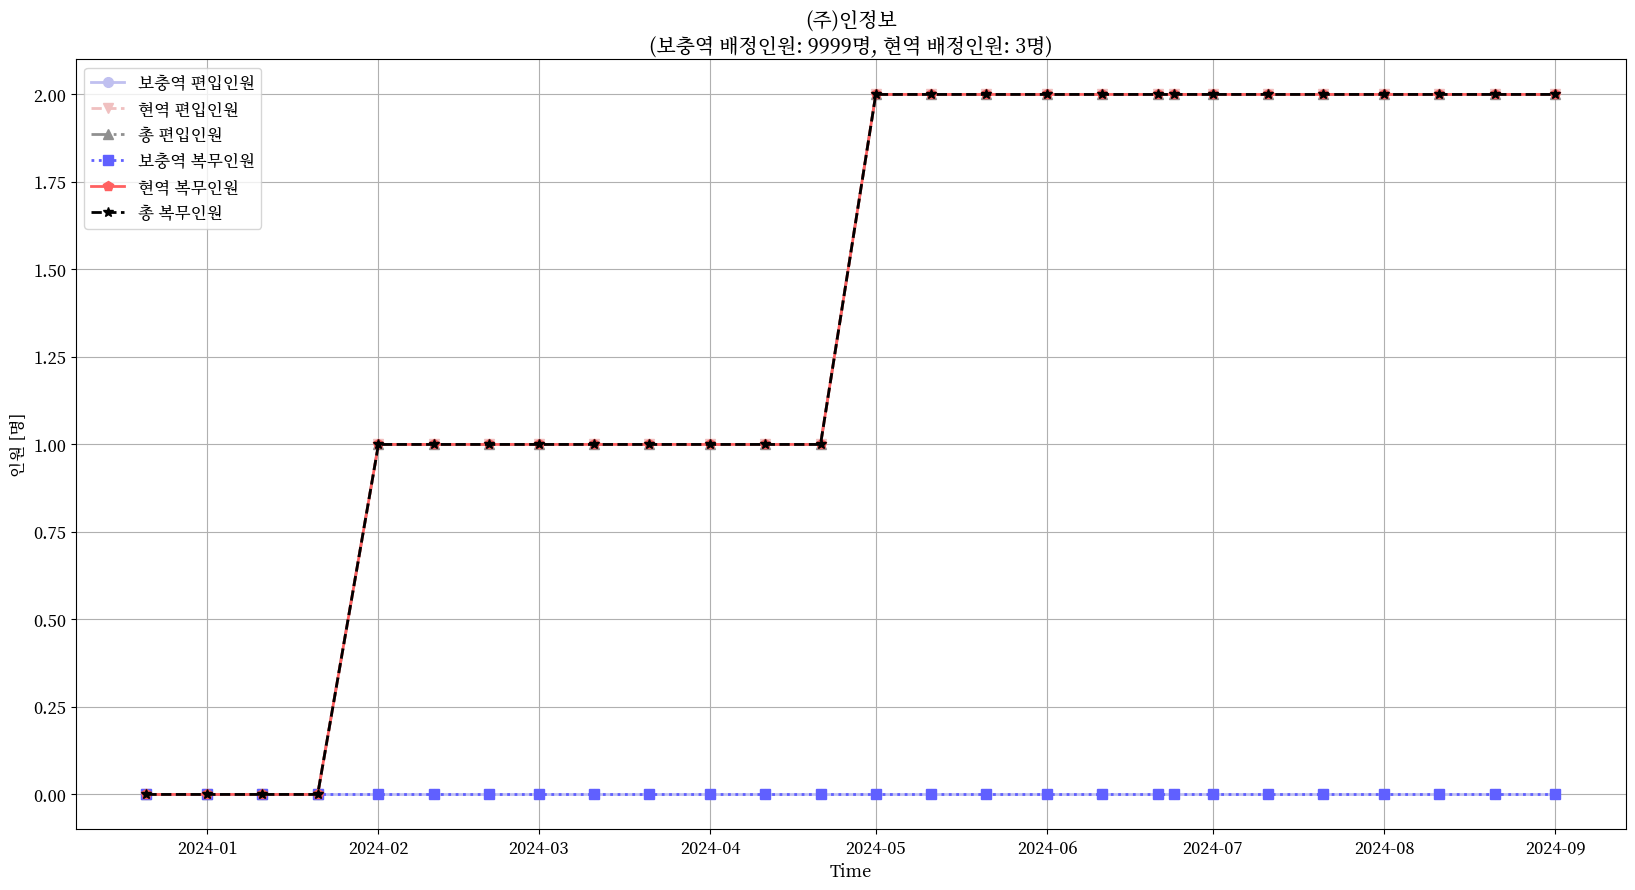 (주)인정보
(보충역 배정인원: 9999명, 현역 배정인원: 3명)
보충역 편입인원
현역 편입인원
총 편입인원
보충역 복무인원
현역 복무인원
총 복무인원
2.00
1.75
1.50
1.25
1.00
0.75
0.50
0.25
0.00
인원 [명]
2024-01 2024-02 2024-03 2024-04 2024-05 2024-06 2024-07 2024-08 2024-09
Time